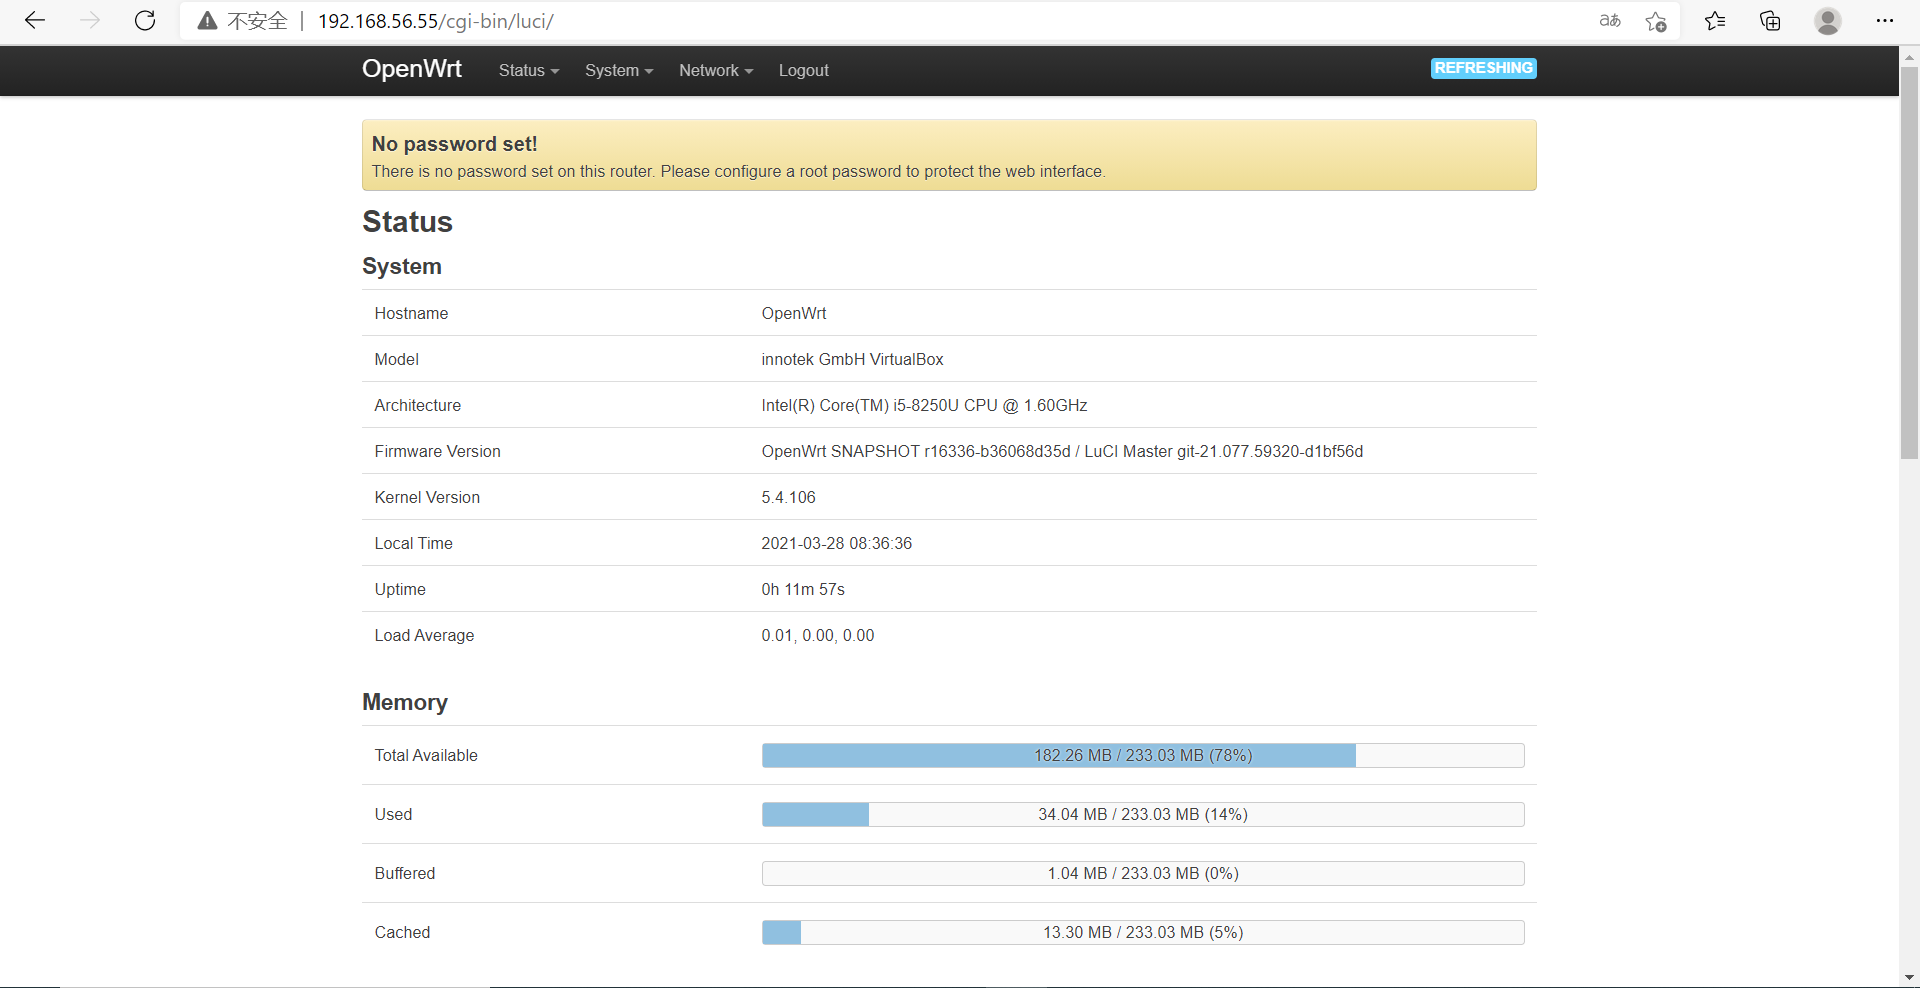 不安全 | 192.168.56.55/cgi-bin/luci/ aあ
OpenWrt Status System Network Logout REFRESHING
No password set!
There is no password set on this router. Please configure a root password to protect the web interface.
Status
System
Hostname OpenWrt
Model innotek GmbH VirtualBox
Architecture Intel(R) Core(TM) i5-8250U CPU @ 1.60GHz
Firmware Version OpenWrt SNAPSHOT r16336-b36068d35d / LuCI Master git-21.077.59320-d1bf56d
Kernel Version 5.4.106
Local Time 2021-03-28 08:36:36
Uptime 0h 11m 57s
Load Average 0.01, 0.00, 0.00
Memory
Total Available 182.26 MB / 233.03 MB (78%)
Used 34.04 MB / 233.03 MB (14%)
Buffered 1.04 MB / 233.03 MB (0%)
Cached 13.30 MB / 233.03 MB (5%)